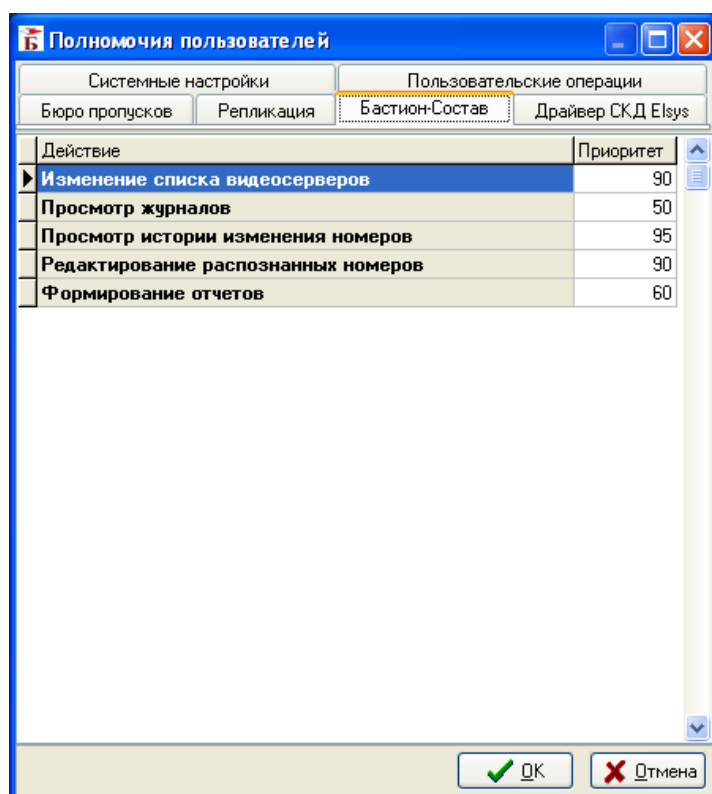 Полномочия пользователей
Системные настройки Пользовательские операции
Бюро пропусков Репликация Бастион-Состав Драйвер СКД Elsys
Действие Приоритет
Изменение списка видеосерверов 90
Просмотр журналов 50
Просмотр истории изменения номеров 95
Редактирование распознанных номеров 90
Формирование отчетов 60
OK Отмена